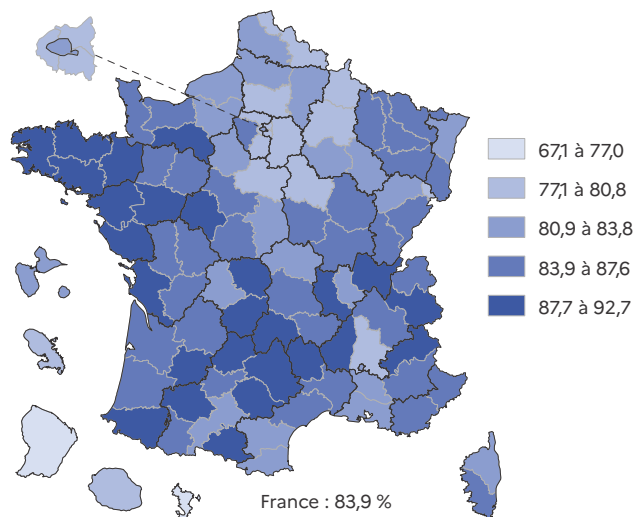 67,1 à 77,0
77,1 à 80,8
80,9 à 83,8
83,9 à 87,6
87,7 à 92,7
France : 83,9 %